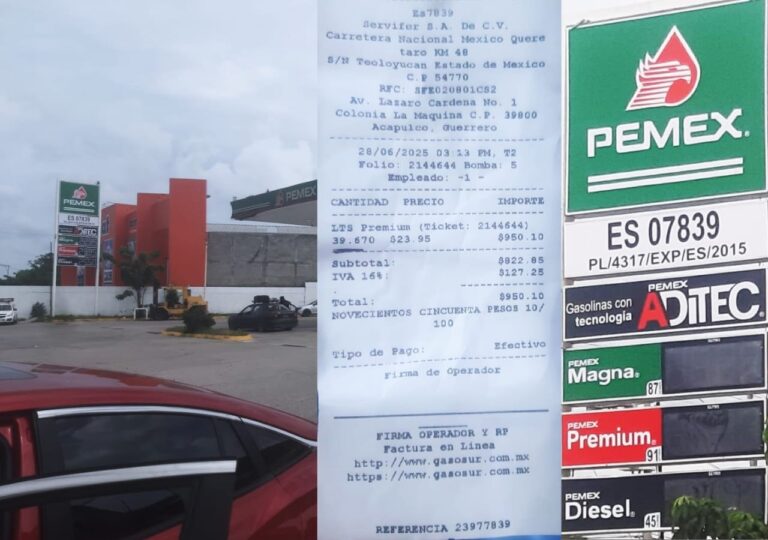 PEMEX
ES 07839
ADITEC
PEMEX
Es7839
Servifer S.A. De C.V.
Carretera Nacional Mexico Quere
taro KM 48
S/N Teoloyucan Estado de Mexico
C.P 54770
RFC: SFE020801CS2
Av. Lazaro Cardena No. 1
Colonia La Maquina C.P. 39800
Acapulco, Guerrero
28/06/2025 03:13 PM, T2
Folio: 2144644 Bomba: 5
Empleado: -1 -
CANTIDAD PRECIO IMPORTE
LTS Premium (Ticket: 2144644)
39.670 $23.95 $950.10
Subtotal: $822.85
IVA 16%: $127.25
Total: $950.10
NOVECIENTOS CINCUENTA PESOS 10/
100
Tipo de Pago: Efectivo
Firma de Operador
FIRMA OPERADOR Y RP
Factura en Linea
http://www.gasosur.com.mx
https://www.gasosur.com.mx
REFERENCIA 23977839
PEMEX®
ES 07839
PL/4317/EXP/ES/2015
PEMEX
Gasolinas con
tecnología ADITEC
PEMEX
Magna® 87
PEMEX
Premium® 91
PEMEX
Diesel® 45